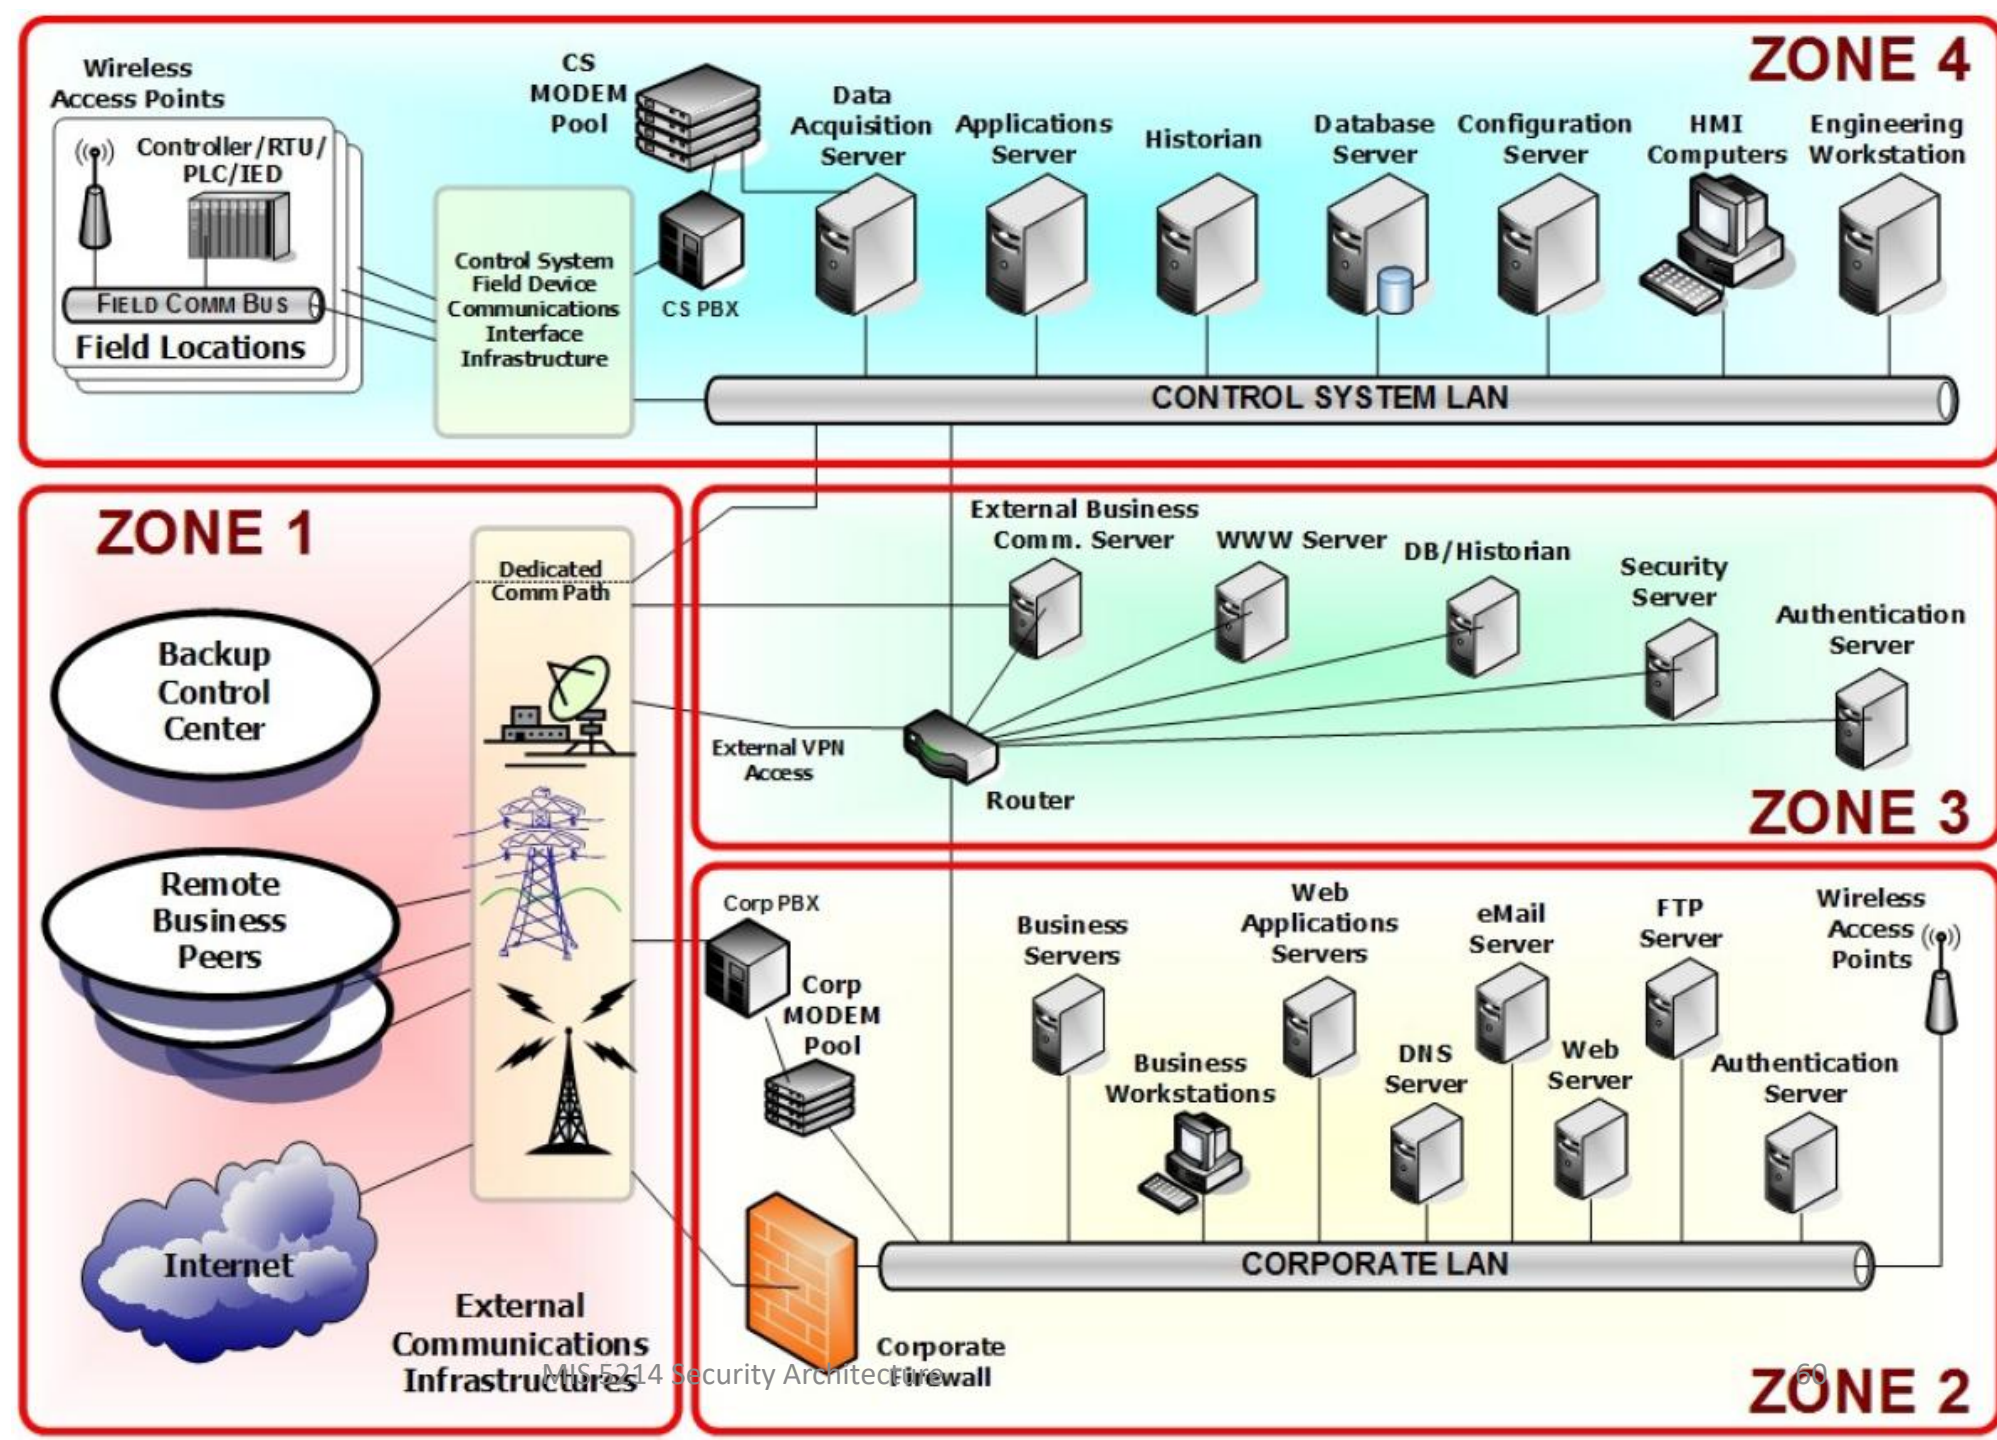 ZONE 4
Wireless
Access Points
Controller/RTU/
PLC/IED
FIELD COMM BUS
Field Locations
Control System
Field Device
Communications
Interface
Infrastructure
CS
MODEM
Pool
CS PBX
Data
Acquisition
Server
Applications
Server
Historian
Database
Server
Configuration
Server
HMI
Computers
Engineering
Workstation
CONTROL SYSTEM LAN
ZONE 1
Dedicated
Comm Path
Backup
Control
Center
Remote
Business
Peers
Internet
External
Communications
Infrastructures
External Business
Comm. Server
WWW Server
DB/Historian
Security
Server
Authentication
Server
External VPN
Access
Router
ZONE 3
Corp PBX
Corp
MODEM
Pool
Business
Servers
Business
Workstations
Web
Applications
Servers
DNS
Server
eMail
Server
Web
Server
FTP
Server
Authentication
Server
Wireless
Access
Points
CORPORATE LAN
Corporate
Firewall
ZONE 2
MIS 5214 Security Architecture
60